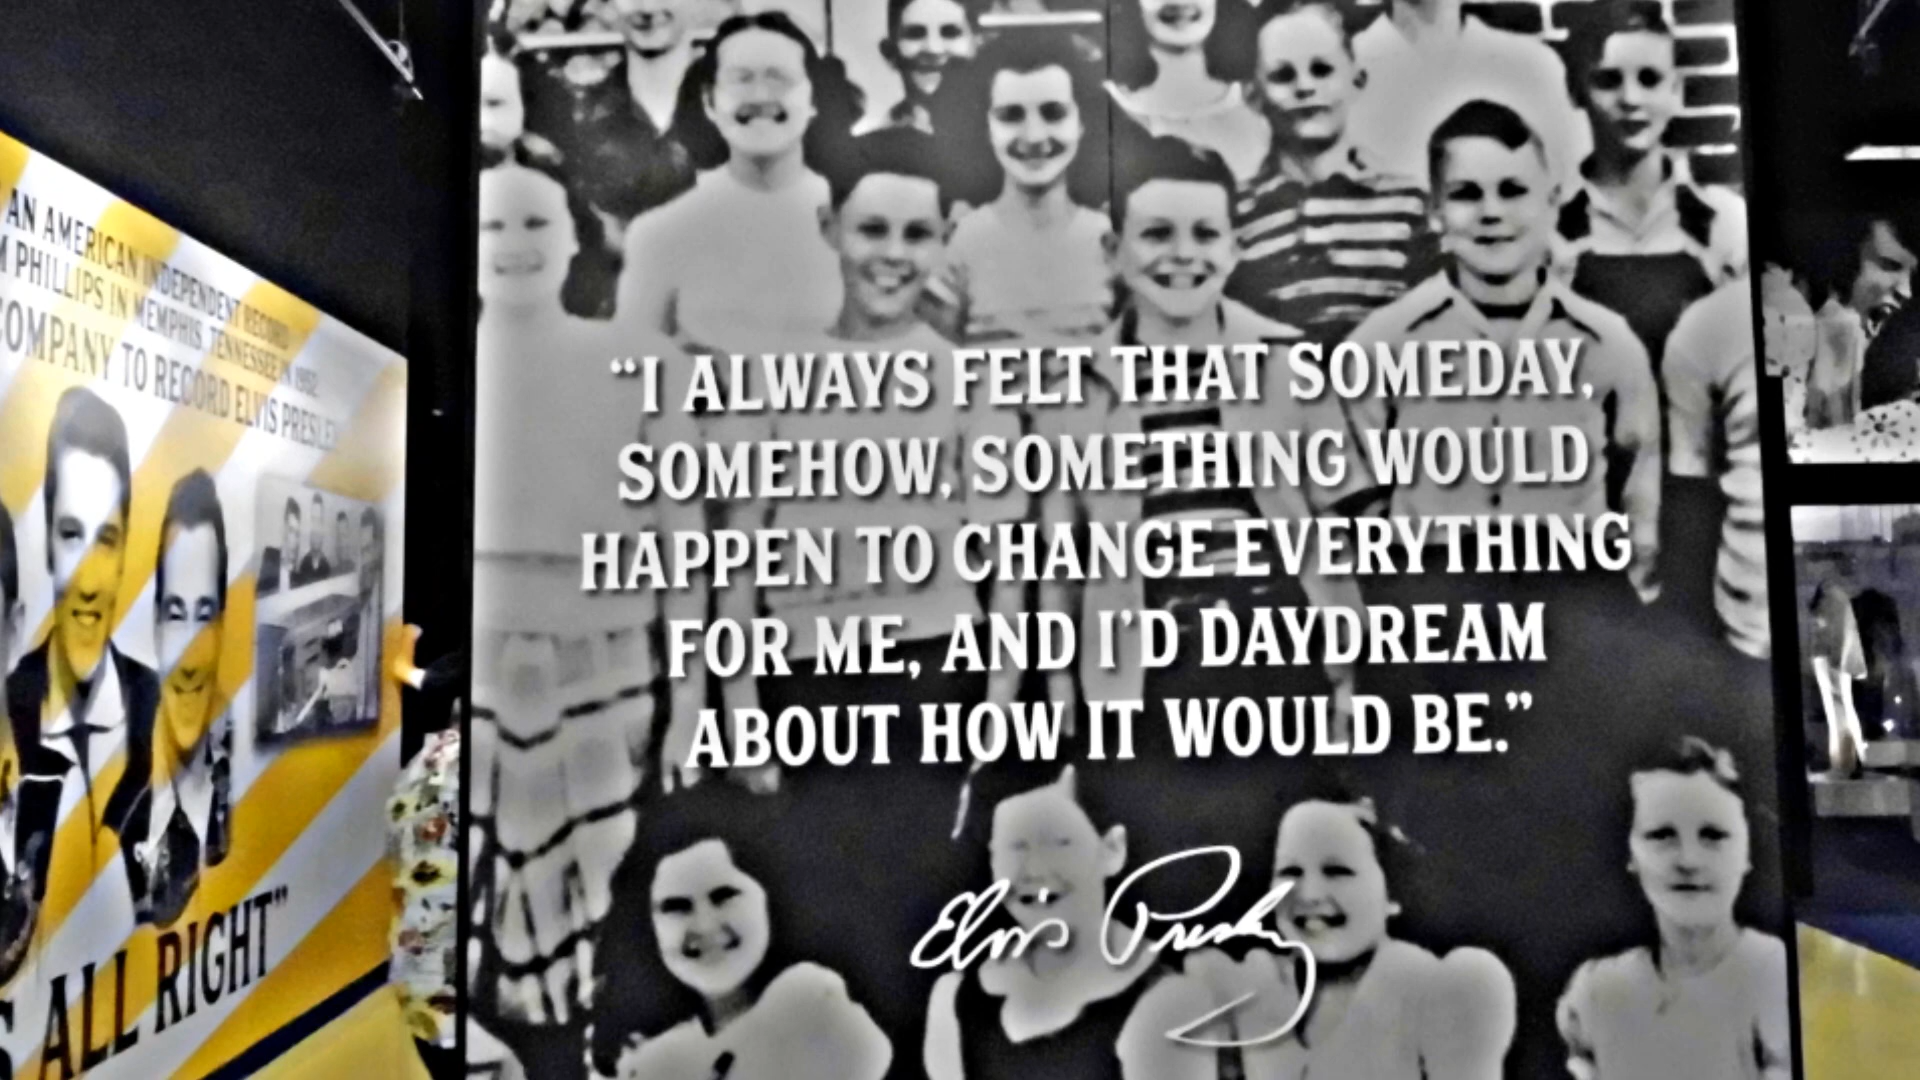 AN AMERICAN INDEPENDENT RECORD
PHILLIPS IN MEMPHIS, TENNESSEE IN 1952.
COMPANY TO RECORD ELVIS PRESLEY
ALL RIGHT"
“I ALWAYS FELT THAT SOMEDAY,
SOMEHOW, SOMETHING WOULD
HAPPEN TO CHANGE EVERYTHING
FOR ME, AND I’D DAYDREAM
ABOUT HOW IT WOULD BE.”
Elvis Presley